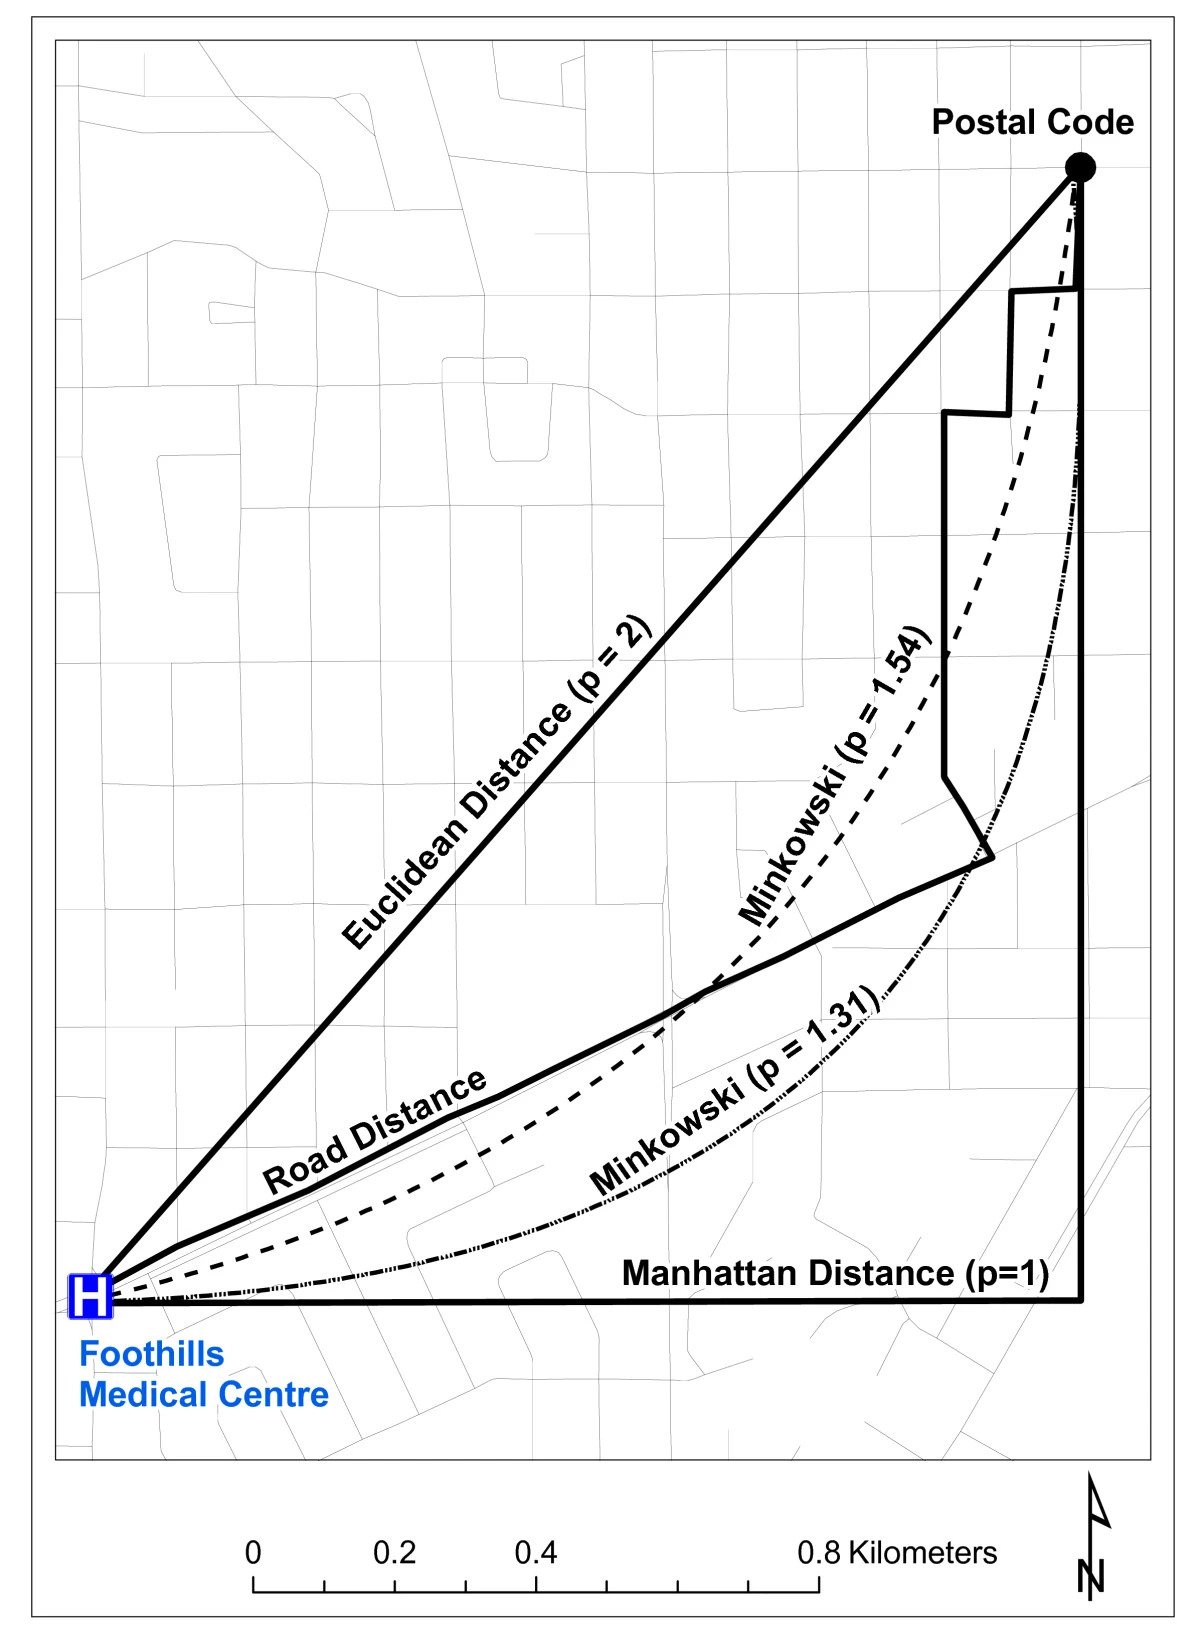 Postal Code
Euclidean Distance (p = 2)
Minkowski (p = 1.54)
Minkowski (p = 1.31)
Road Distance
Manhattan Distance (p=1)
H
Foothills
Medical Centre
0 0.2 0.4 0.8 Kilometers
N